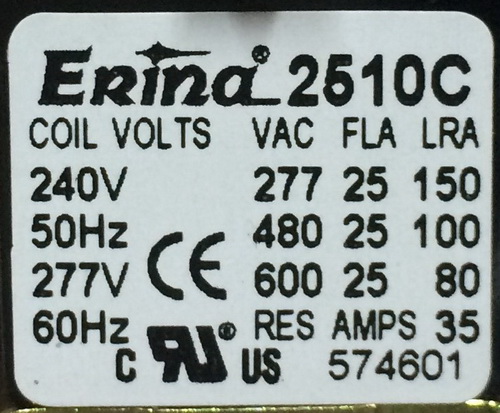 Erina® 2510C
COIL VOLTS VAC FLA LRA
240V 277 25 150
50Hz CE 480 25 100
277V 600 25 80
60Hz RES AMPS 35
C RU® US 574601